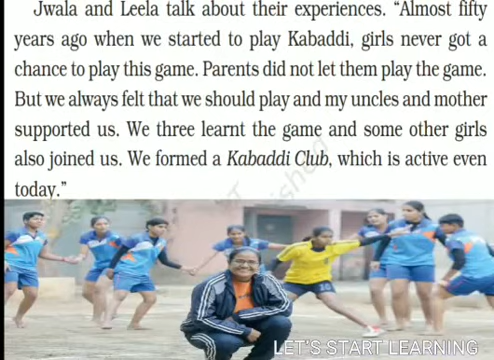 Jwala and Leela talk about their experiences. “Almost fifty
years ago when we started to play Kabaddi, girls never got a
chance to play this game. Parents did not let them play the game.
But we always felt that we should play and my uncles and mother
supported us. We three learnt the game and some other girls
also joined us. We formed a Kabaddi Club, which is active even
today.”
LET'S START LEARNING